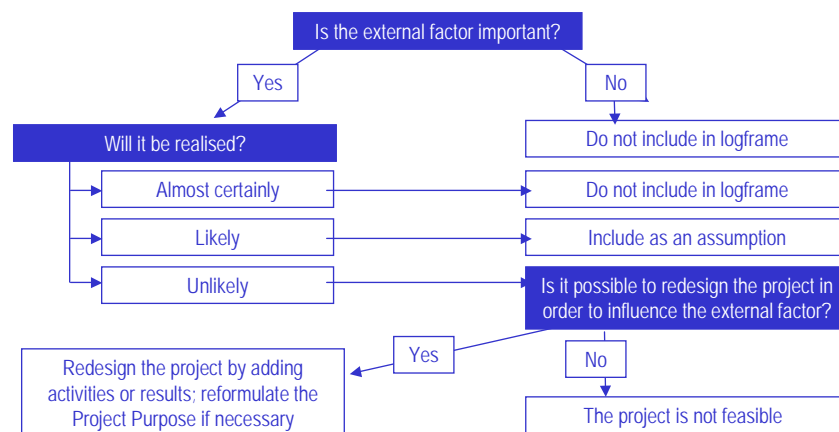 Is the external factor important?
Yes
No
Will it be realised?
Do not include in logframe
Almost certainly
Do not include in logframe
Likely
Include as an assumption
Unlikely
Is it possible to redesign the project in
order to influence the external factor?
Yes
No
Redesign the project by adding
activities or results; reformulate the
Project Purpose if necessary
The project is not feasible